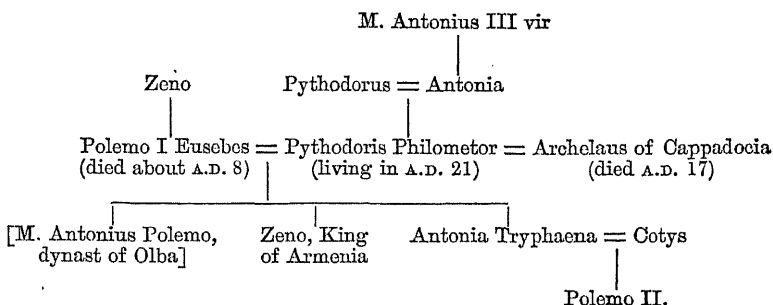 M. Antonius III vir
Zeno Pythodorus = Antonia
Polemo I Eusebes = Pythodoris Philometor = Archelaus of Cappadocia
(died about A.D. 8) (living in A.D. 21) (died A.D. 17)
[M. Antonius Polemo, Zeno, King Antonia Tryphaena = Cotys
dynast of Olba] of Armenia
Polemo II.